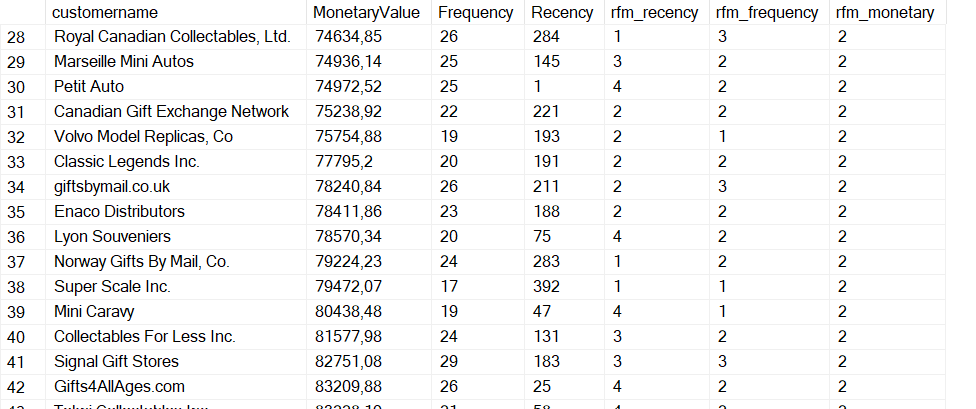 customername MonetaryValue Frequency Recency rfm_recency rfm_frequency rfm_monetary
28 Royal Canadian Collectables, Ltd. 74634,85 26 284 1 3 2
29 Marseille Mini Autos 74936,14 25 145 3 2 2
30 Petit Auto 74972,52 25 1 4 2 2
31 Canadian Gift Exchange Network 75238,92 22 221 2 2 2
32 Volvo Model Replicas, Co 75754,88 19 193 2 1 2
33 Classic Legends Inc. 77795,2 20 191 2 2 2
34 giftsbymail.co.uk 78240,84 26 211 2 3 2
35 Enaco Distributors 78411,86 23 188 2 2 2
36 Lyon Souveniers 78570,34 20 75 4 2 2
37 Norway Gifts By Mail, Co. 79224,23 24 283 1 2 2
38 Super Scale Inc. 79472,07 17 392 1 1 2
39 Mini Caravy 80438,48 19 47 4 1 2
40 Collectables For Less Inc. 81577,98 24 131 3 2 2
41 Signal Gift Stores 82751,08 29 183 3 3 2
42 Gifts4AllAges.com 83209,88 26 25 4 2 2